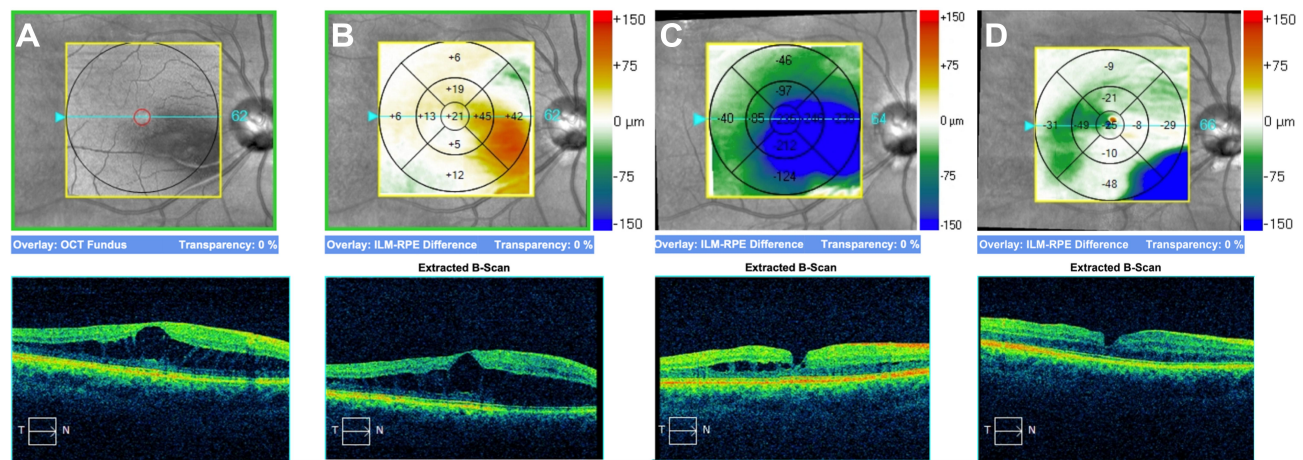 A
62
B
+6
+19
+6 +13 +21 +45 +42
+5
+12
+150
+75
0 µm
-75
-150
C
-46
-97
-40 -85 64
-212
-124
+150
+75
0 µm
-75
-150
D
-9
-21
-31 -49 -8 -29 66
-10
-48
+150
+75
0 µm
-75
-150
Overlay: OCT Fundus Transparency: 0 %
Overlay: ILM-RPE Difference Transparency: 0 %
Overlay: ILM-RPE Difference Transparency: 0 %
Overlay: ILM-RPE Difference Transparency: 0 %
Extracted B-Scan
Extracted B-Scan
Extracted B-Scan
T N
T N
T N
T N